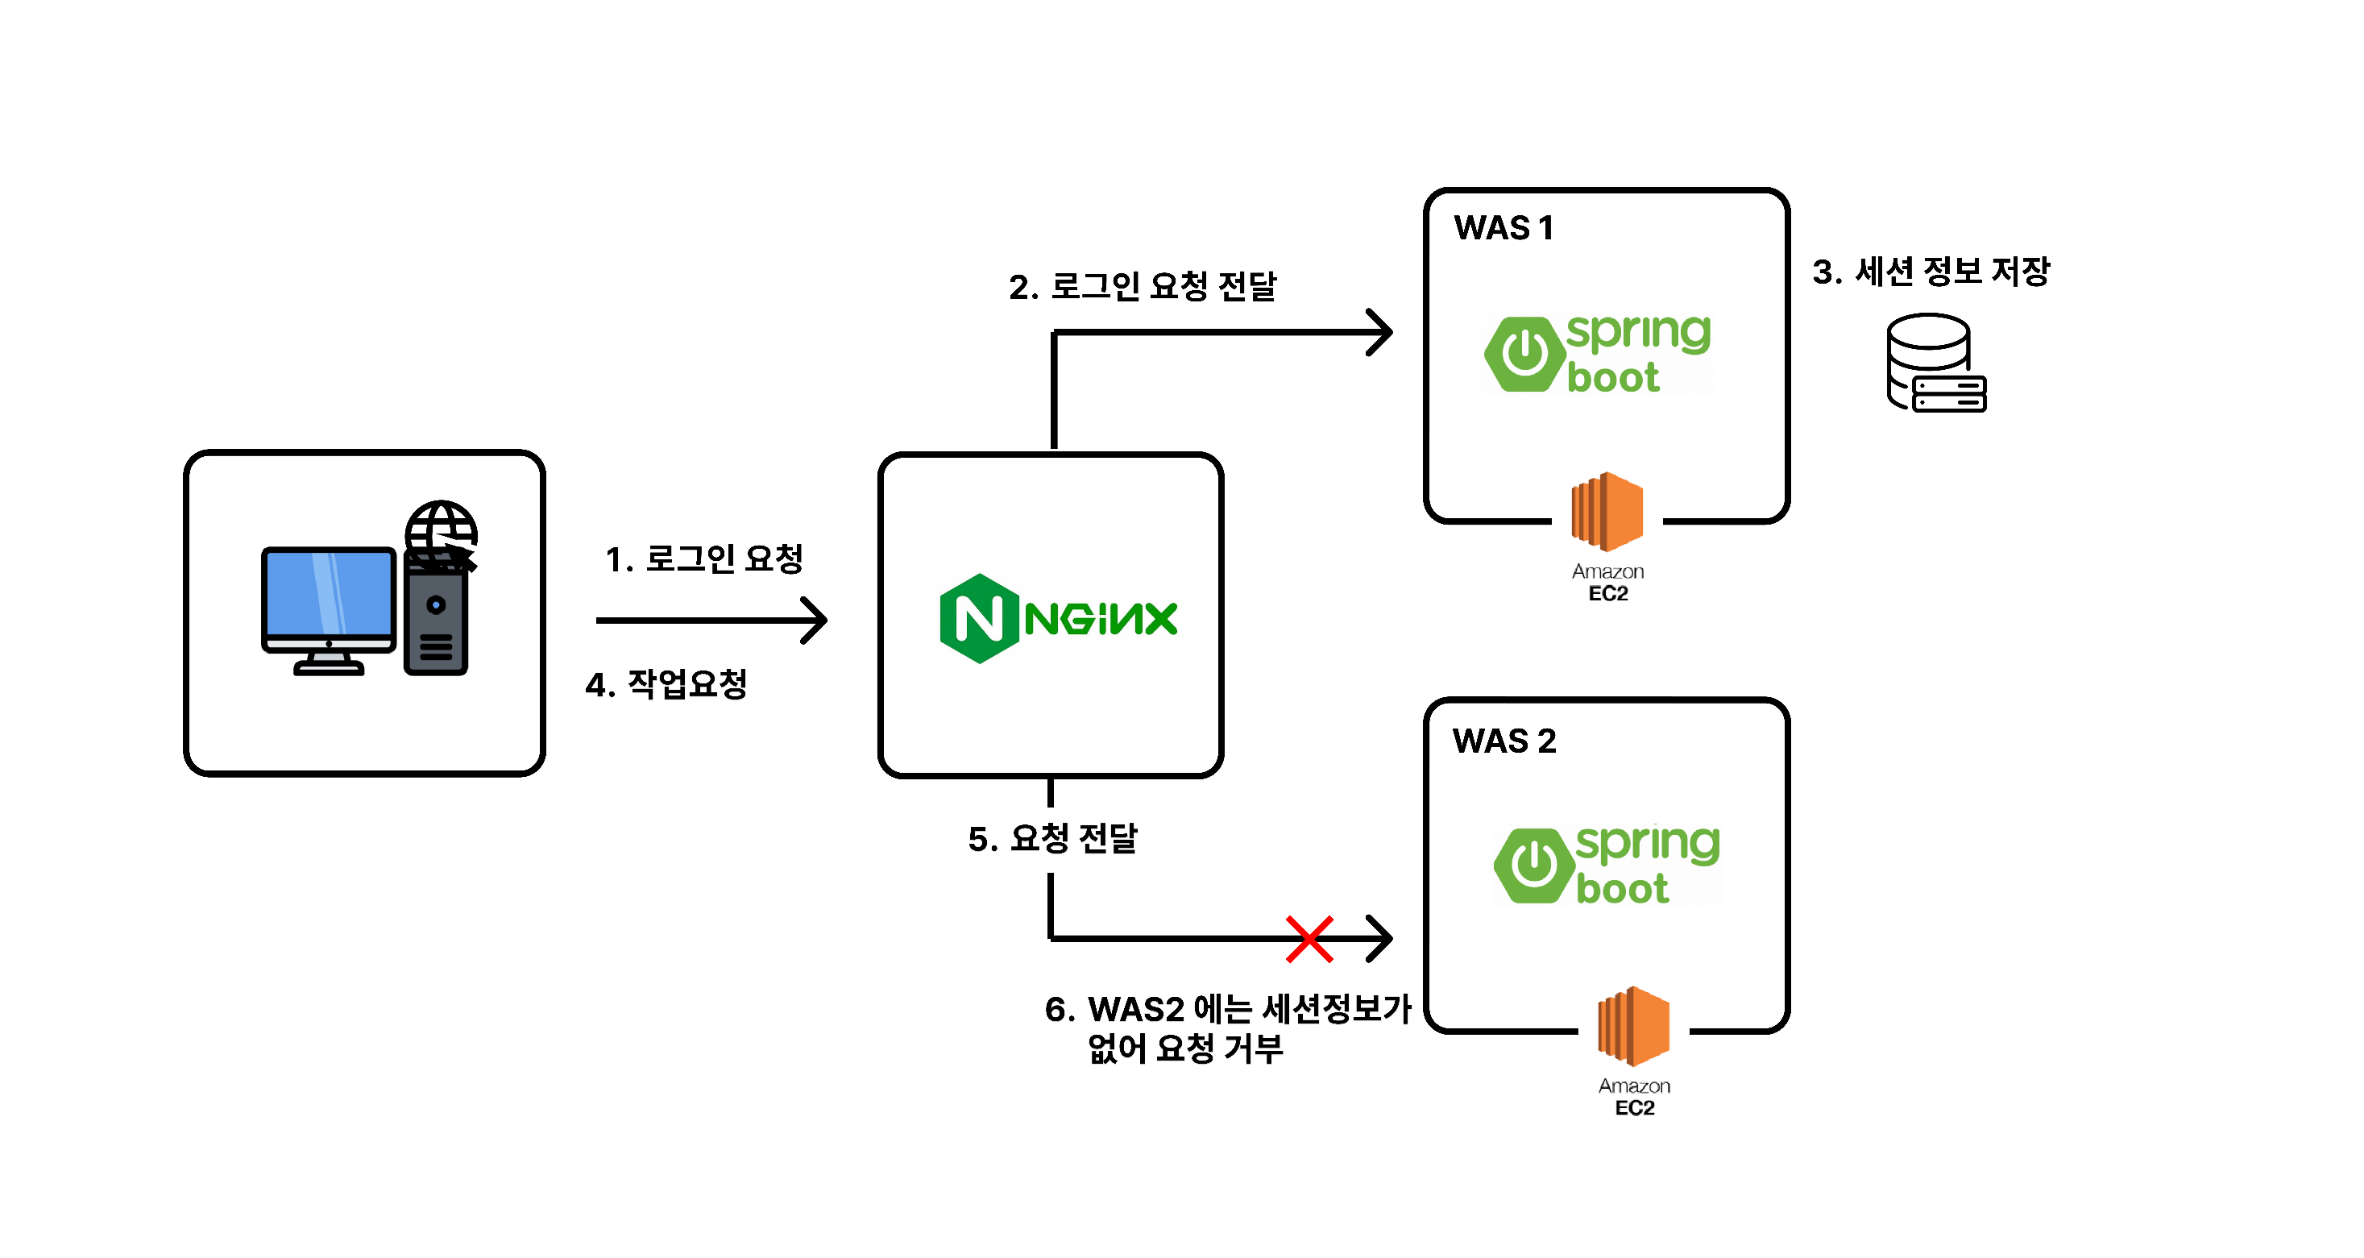 WAS 1
3. 세션 정보 저장
2. 로그인 요청 전달
spring
boot
Amazon
EC2
1. 로그인 요청
NGINX
4. 작업요청
WAS 2
5. 요청 전달
spring
boot
6. WAS2 에는 세션정보가
없어 요청 거부
Amazon
EC2